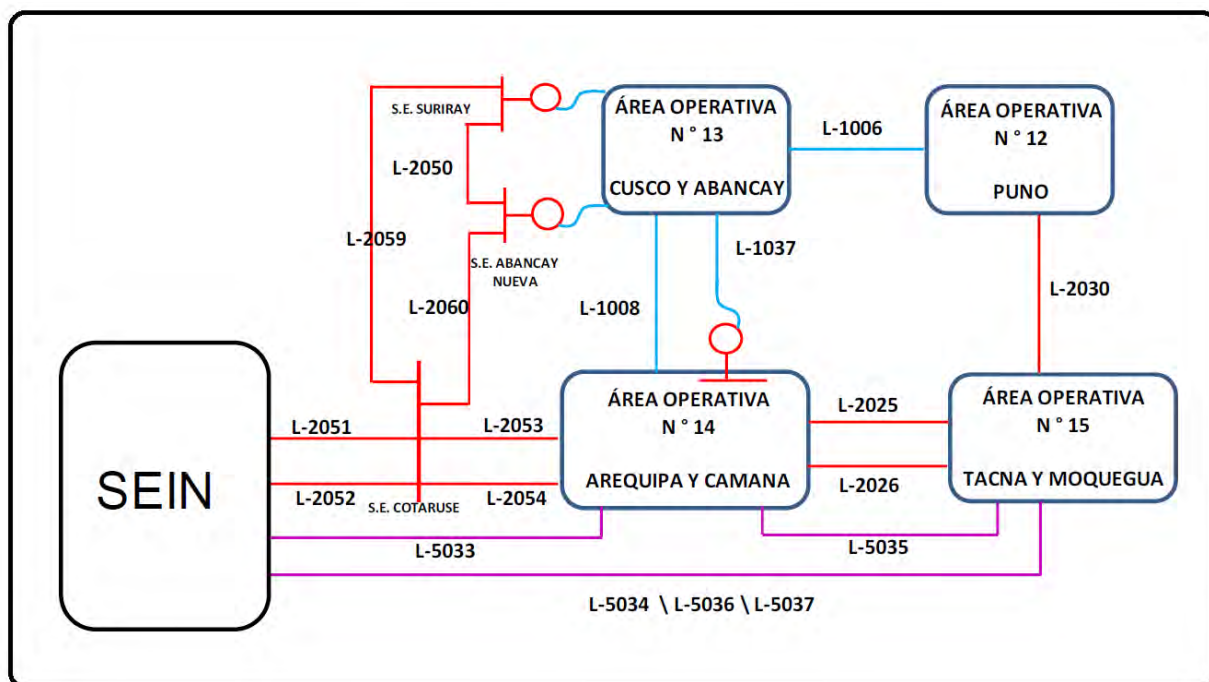 S.E. SURIRAY
ÁREA OPERATIVA
N ° 13
CUSCO Y ABANCAY
L-1006
ÁREA OPERATIVA
N ° 12
PUNO
L-2050
L-2059
S.E. ABANCAY
NUEVA
L-1037
L-2060
L-1008
L-2030
SEIN
L-2051
L-2053
L-2052
L-2054
S.E. COTARUSE
ÁREA OPERATIVA
N ° 14
AREQUIPA Y CAMANA
L-2025
L-2026
ÁREA OPERATIVA
N ° 15
TACNA Y MOQUEGUA
L-5033
L-5035
L-5034 \ L-5036 \ L-5037